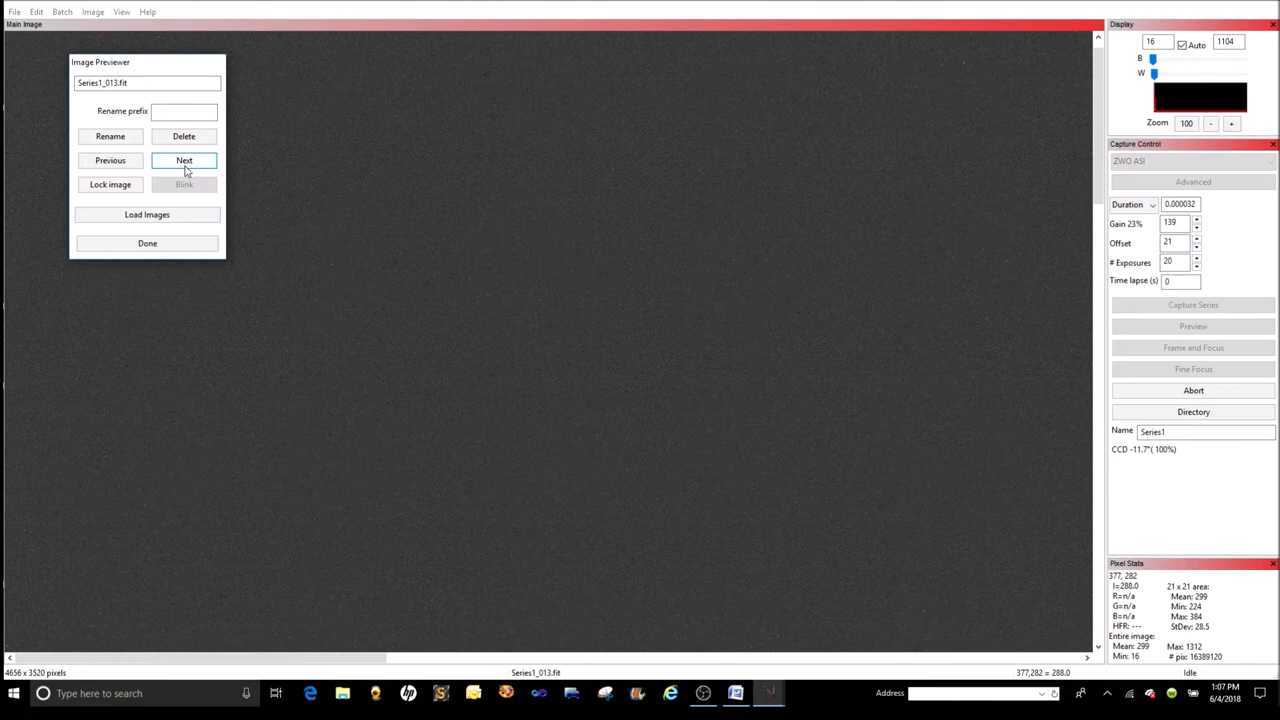 File Edit Batch Image View Help
Main Image
Image Previewer
Series1_013.fit
Rename prefix
Rename Delete
Previous Next
Lock image Blink
Load Images
Done
Display
16 Auto 1104
B
W
Zoom 100 - +
Capture Control
ZWO ASI
Advanced
Duration 0.000032
Gain 23% 139
Offset 21
# Exposures 20
Time lapse (s) 0
Capture Series
Preview
Frame and Focus
Fine Focus
Abort
Directory
Name Series1
CCD -11.7°( 100%)
Pixel Stats
377, 282
I=288.0 21 x 21 area:
R=n/a Mean: 299
G=n/a Min: 224
B=n/a Max: 384
HFR: --- StDev: 28.5
Entire image:
Mean: 299 Max: 1312
Min: 16 # pix: 16389120
4656 x 3520 pixels Series1_013.fit 377,282 = 288.0 Idle
Type here to search Address 1:07 PM
6/4/2018